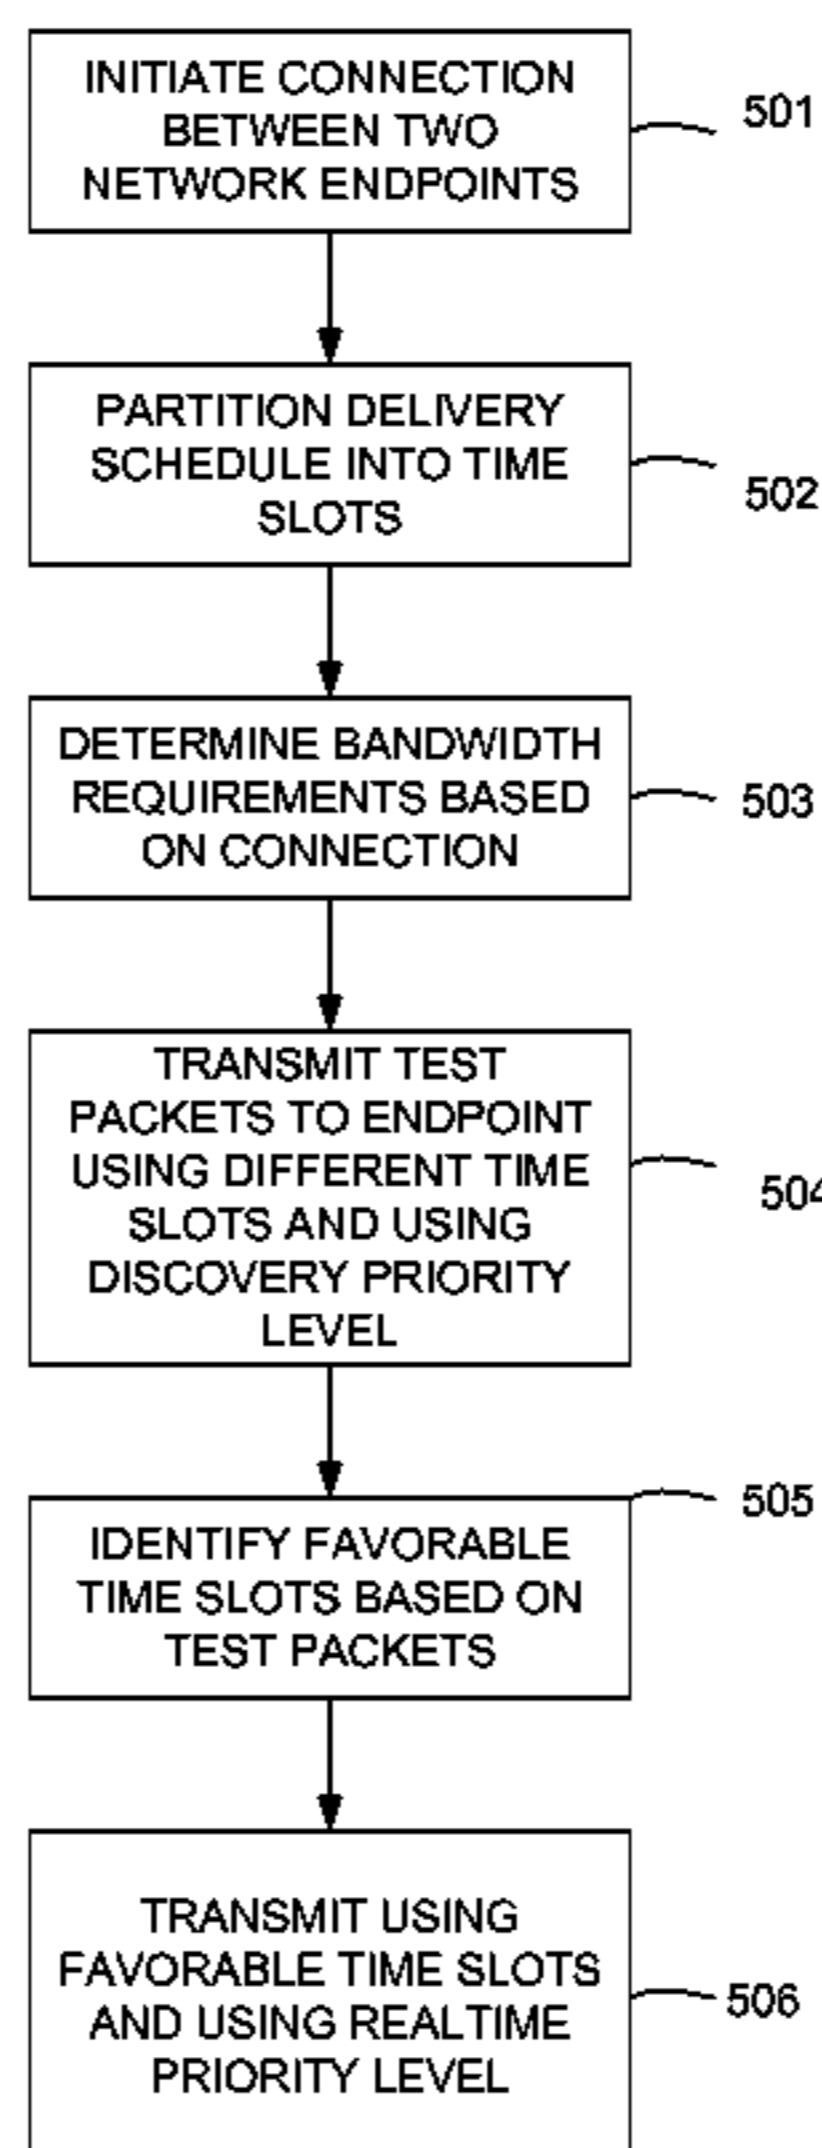 INITIATE CONNECTION
BETWEEN TWO
NETWORK ENDPOINTS
501
PARTITION DELIVERY
SCHEDULE INTO TIME
SLOTS
502
DETERMINE BANDWIDTH
REQUIREMENTS BASED
ON CONNECTION
503
TRANSMIT TEST
PACKETS TO ENDPOINT
USING DIFFERENT TIME
SLOTS AND USING
DISCOVERY PRIORITY
LEVEL
504
505
IDENTIFY FAVORABLE
TIME SLOTS BASED ON
TEST PACKETS
TRANSMIT USING
FAVORABLE TIME SLOTS
AND USING REALTIME
PRIORITY LEVEL
506